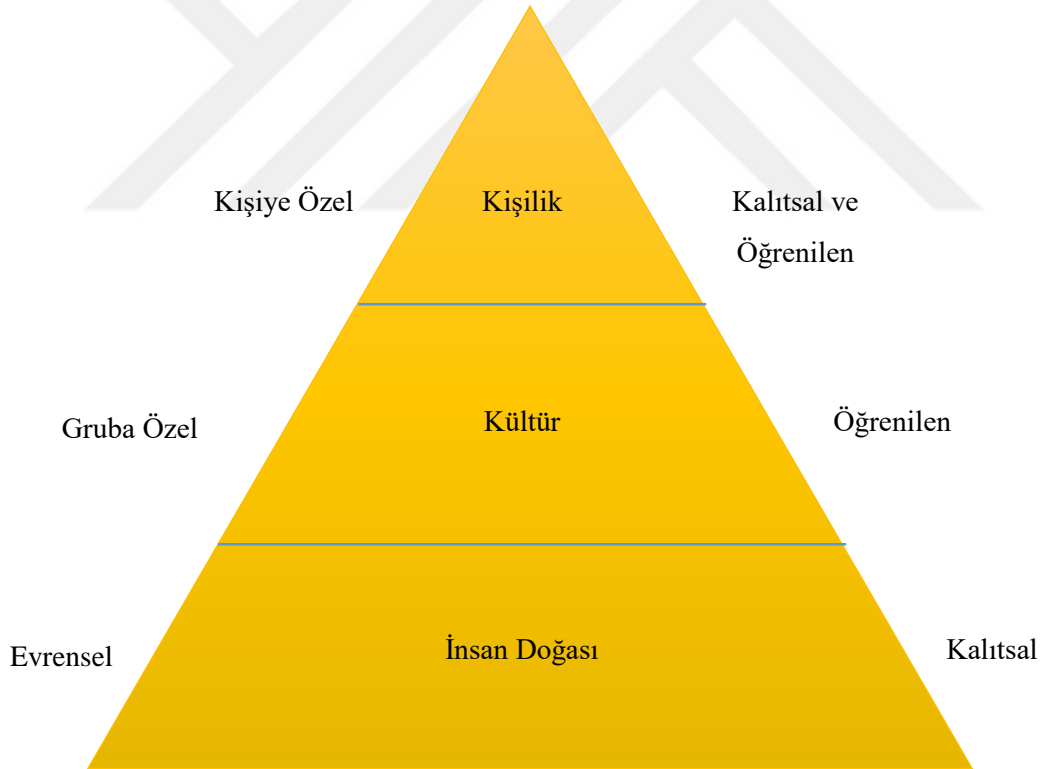 Kişiye Özel
Kişilik
Kalıtsal ve
Öğrenilen
Gruba Özel
Kültür
Öğrenilen
Evrensel
İnsan Doğası
Kalıtsal